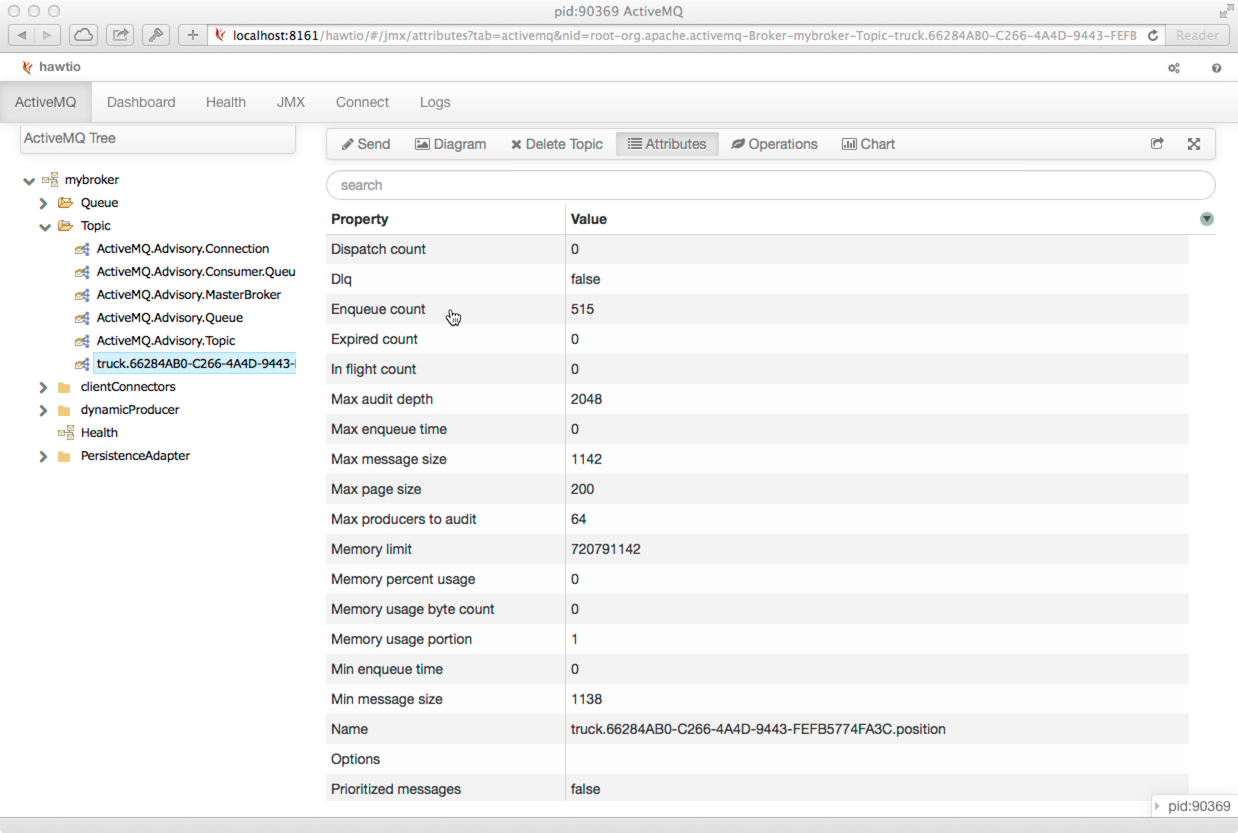 pid:90369 ActiveMQ
localhost:8161/hawtio/#/jmx/attributes?tab=activemq&nid=root-org.apache.activemq-Broker-mybroker-Topic-truck.66284AB0-C266-4A4D-9443-FEFB
Reader
hawtio
ActiveMQ Dashboard Health JMX Connect Logs
ActiveMQ Tree
mybroker
Queue
Topic
ActiveMQ.Advisory.Connection
ActiveMQ.Advisory.Consumer.Queu
ActiveMQ.Advisory.MasterBroker
ActiveMQ.Advisory.Queue
ActiveMQ.Advisory.Topic
truck.66284AB0-C266-4A4D-9443-
clientConnectors
dynamicProducer
Health
PersistenceAdapter
Send Diagram Delete Topic Attributes Operations Chart
search
Property Value
Dispatch count 0
Dlq false
Enqueue count 515
Expired count 0
In flight count 0
Max audit depth 2048
Max enqueue time 0
Max message size 1142
Max page size 200
Max producers to audit 64
Memory limit 720791142
Memory percent usage 0
Memory usage byte count 0
Memory usage portion 1
Min enqueue time 0
Min message size 1138
Name truck.66284AB0-C266-4A4D-9443-FEFB5774FA3C.position
Options
Prioritized messages false
pid:90369